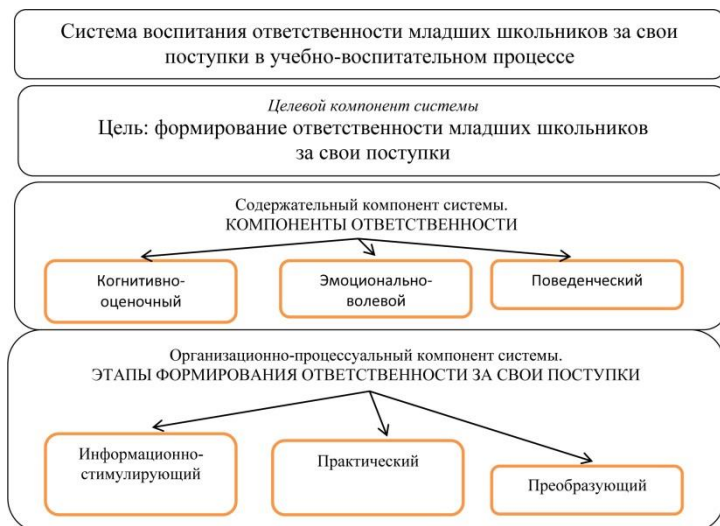 Система воспитания ответственности младших школьников за свои
поступки в учебно-воспитательном процессе
Целевой компонент системы
Цель: формирование ответственности младших школьников
за свои поступки
Содержательный компонент системы.
КОМПОНЕНТЫ ОТВЕТСТВЕННОСТИ
Когнитивно-
оценочный
Эмоционально-
волевой
Поведенческий
Организационно-процессуальный компонент системы.
ЭТАПЫ ФОРМИРОВАНИЯ ОТВЕТСТВЕННОСТИ ЗА СВОИ ПОСТУПКИ
Информационно-
стимулирующий
Практический
Преобразующий